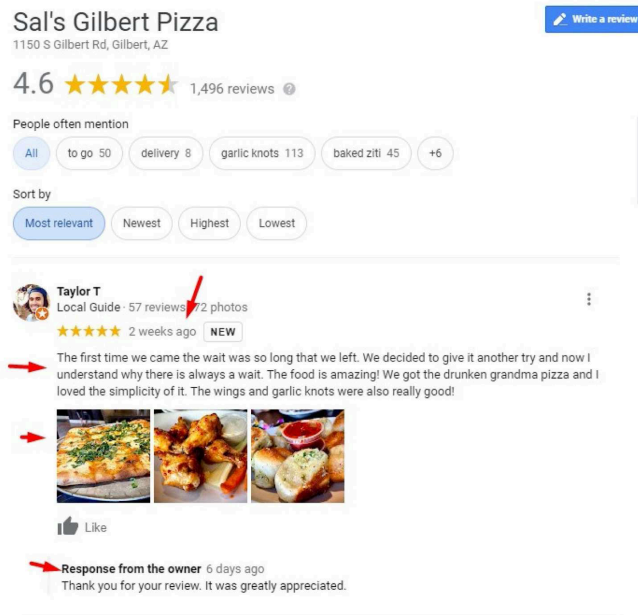 Sal's Gilbert Pizza
Write a review
1150 S Gilbert Rd, Gilbert, AZ
4.6 1,496 reviews
People often mention
All to go 50 delivery 8 garlic knots 113 baked ziti 45 +6
Sort by
Most relevant Newest Highest Lowest
Taylor T
Local Guide · 57 reviews 72 photos
2 weeks ago NEW
The first time we came the wait was so long that we left. We decided to give it another try and now I
understand why there is always a wait. The food is amazing! We got the drunken grandma pizza and I
loved the simplicity of it. The wings and garlic knots were also really good!
Like
Response from the owner 6 days ago
Thank you for your review. It was greatly appreciated.